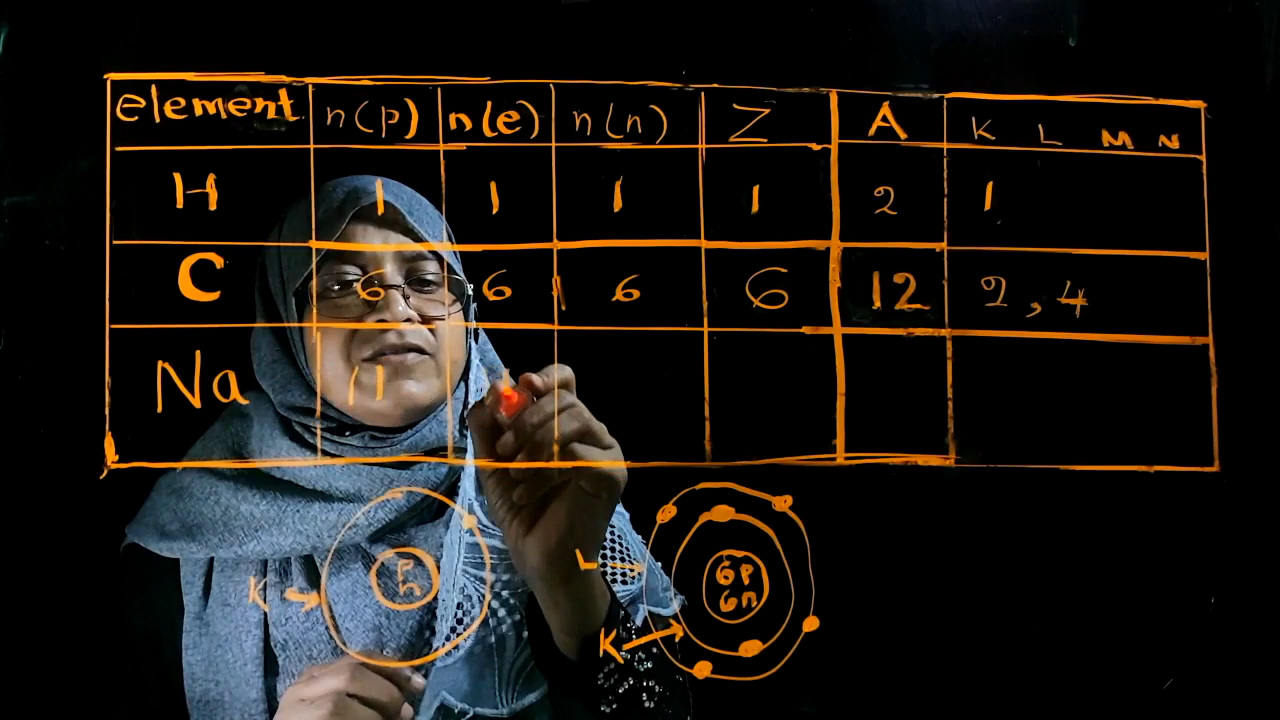 element n(p) n(e) n(n) Z A K L M N
H 1 1 1 1 2 1
C 6 6 6 6 12 2, 4
Na 11
K p n
L
K 6p 6n